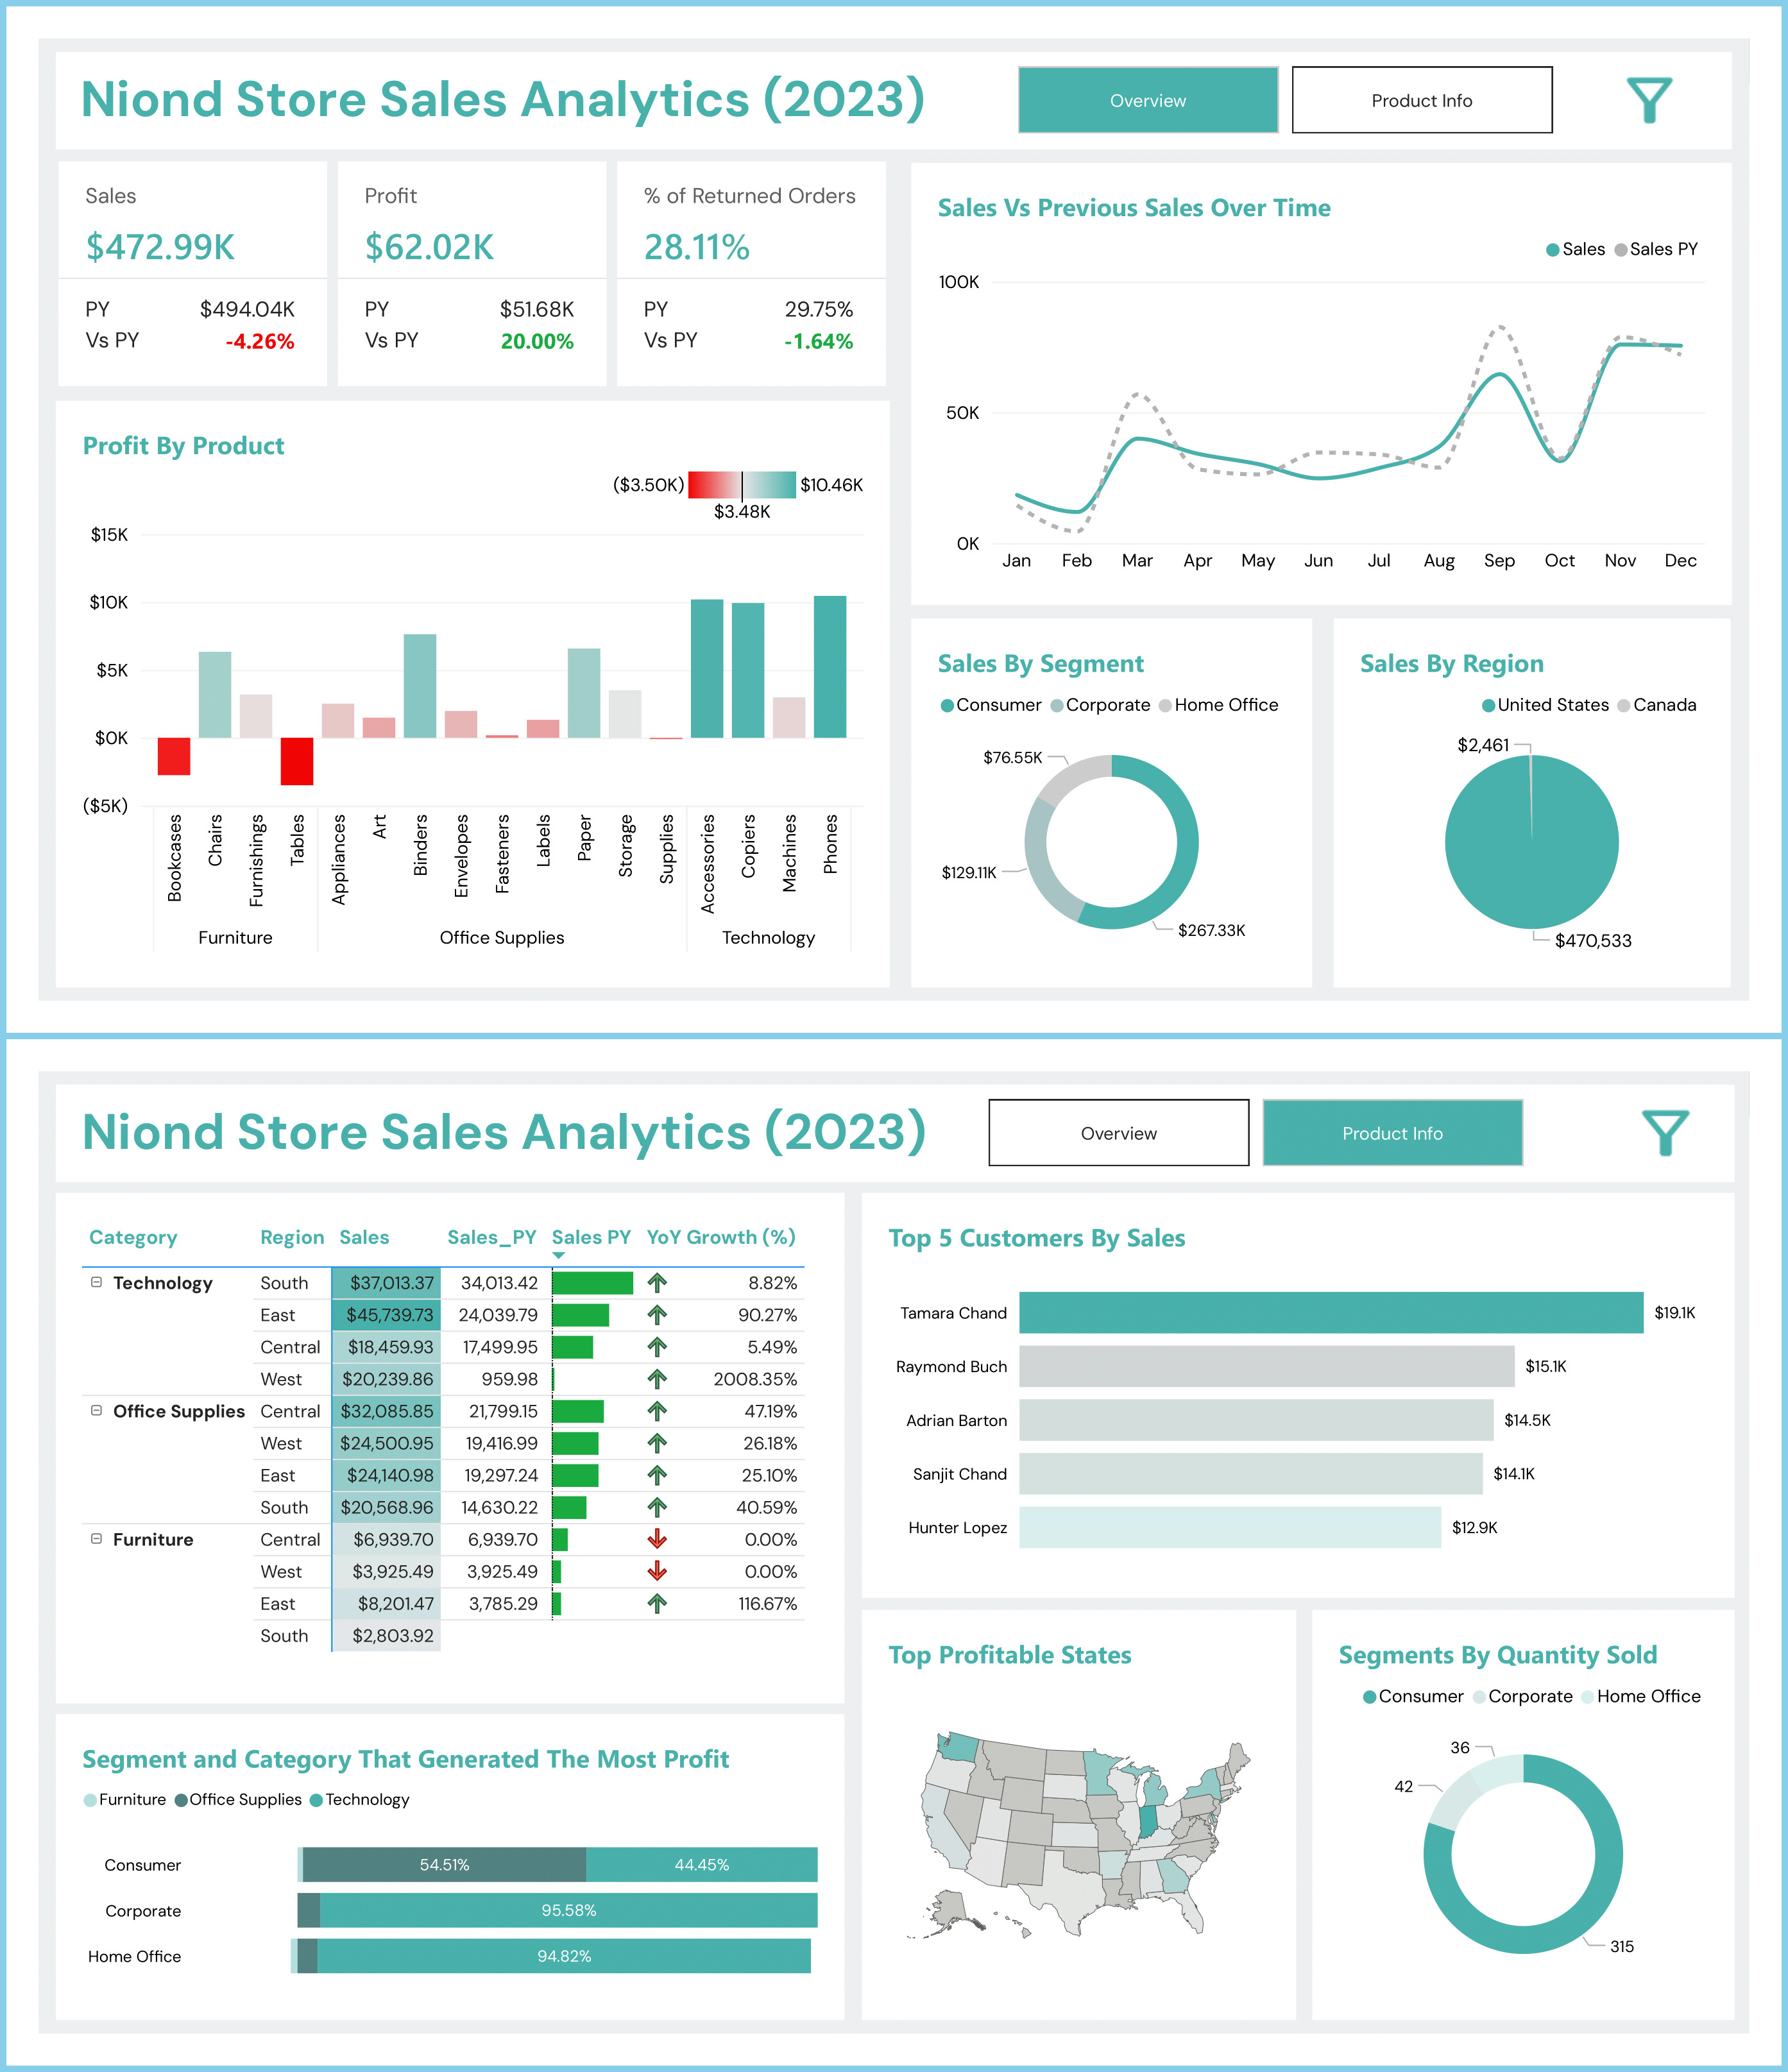 Niond Store Sales Analytics (2023)
Overview
Product Info
Sales
$472.99K
PY $494.04K
Vs PY -4.26%
Profit
$62.02K
PY $51.68K
Vs PY 20.00%
% of Returned Orders
28.11%
PY 29.75%
Vs PY -1.64%
Sales Vs Previous Sales Over Time
Sales Sales PY
100K
50K
0K
Jan Feb Mar Apr May Jun Jul Aug Sep Oct Nov Dec
Profit By Product
($3.50K) $10.46K
$3.48K
$15K
$10K
$5K
$0K
($5K)
Bookcases Chairs Furnishings Tables Appliances Art Binders Envelopes Fasteners Labels Paper Storage Supplies Accessories Copiers Machines Phones
Furniture Office Supplies Technology
Sales By Segment
Consumer Corporate Home Office
$76.55K
$129.11K
$267.33K
Sales By Region
United States Canada
$2,461
$470,533
Niond Store Sales Analytics (2023)
Overview
Product Info
Category Region Sales Sales_PY Sales PY YoY Growth (%)
Technology South $37,013.37 34,013.42 8.82%
East $45,739.73 24,039.79 90.27%
Central $18,459.93 17,499.95 5.49%
West $20,239.86 959.98 2008.35%
Office Supplies Central $32,085.85 21,799.15 47.19%
West $24,500.95 19,416.99 26.18%
East $24,140.98 19,297.24 25.10%
South $20,568.96 14,630.22 40.59%
Furniture Central $6,939.70 6,939.70 0.00%
West $3,925.49 3,925.49 0.00%
East $8,201.47 3,785.29 116.67%
South $2,803.92
Top 5 Customers By Sales
Tamara Chand $19.1K
Raymond Buch $15.1K
Adrian Barton $14.5K
Sanjit Chand $14.1K
Hunter Lopez $12.9K
Segment and Category That Generated The Most Profit
Furniture Office Supplies Technology
Consumer 54.51% 44.45%
Corporate 95.58%
Home Office 94.82%
Top Profitable States
Segments By Quantity Sold
Consumer Corporate Home Office
36
42
315